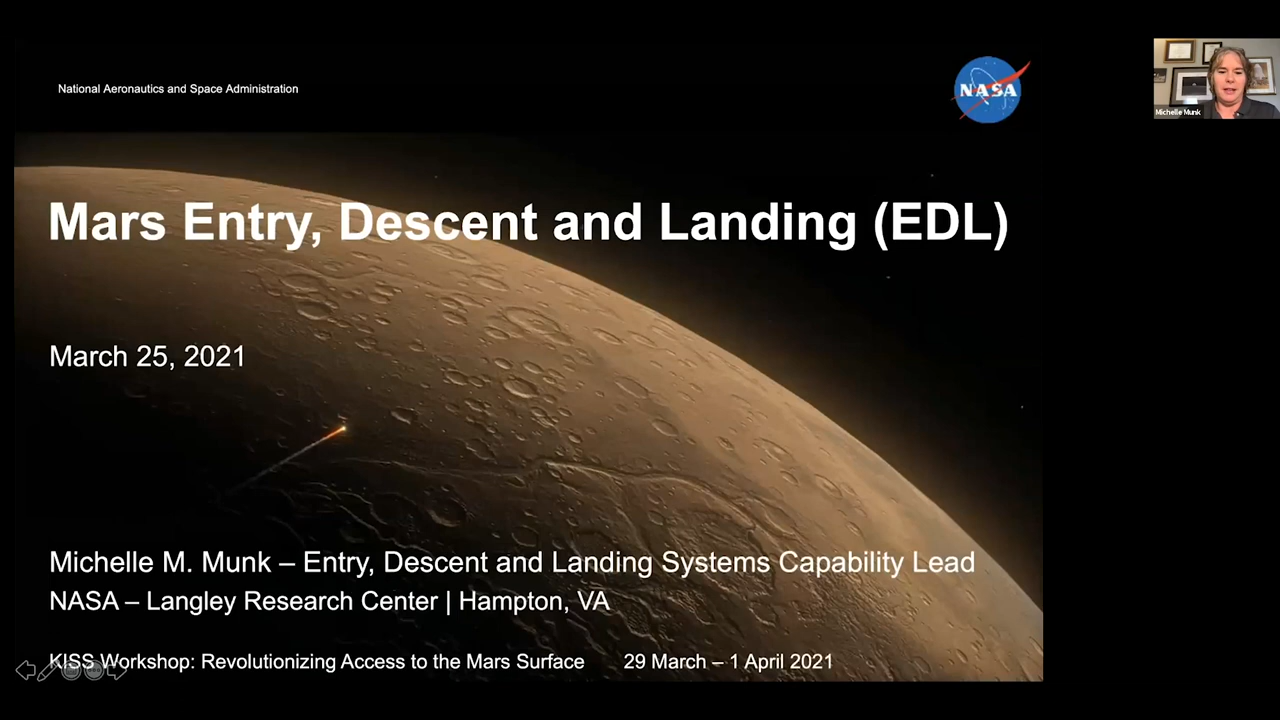 National Aeronautics and Space Administration
NASA
Michelle Munk
Mars Entry, Descent and Landing (EDL)
March 25, 2021
Michelle M. Munk – Entry, Descent and Landing Systems Capability Lead
NASA – Langley Research Center | Hampton, VA
KISS Workshop: Revolutionizing Access to the Mars Surface 29 March – 1 April 2021